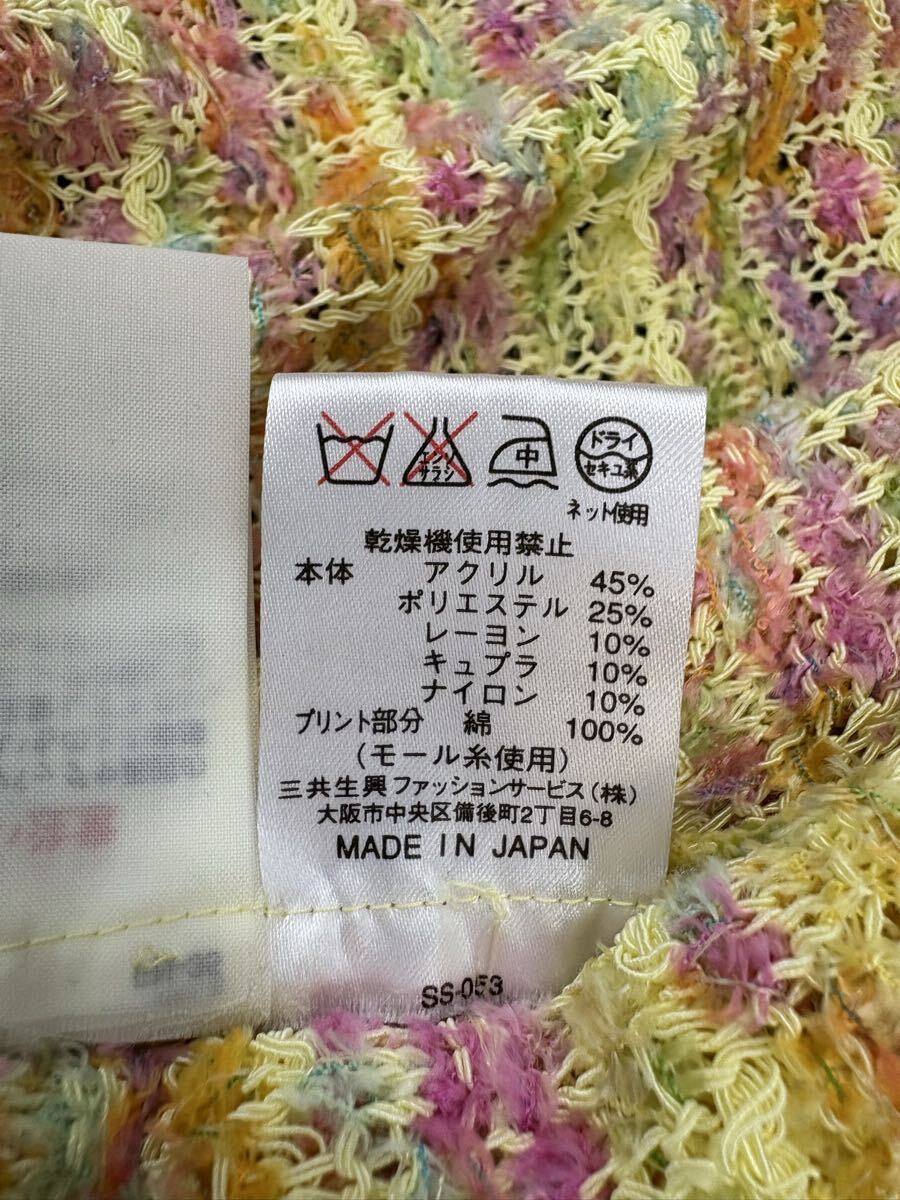 エンソ
サラシ
中
ドライ
セキユ系
ネット使用
乾燥機使用禁止
本体 アクリル 45%
ポリエステル 25%
レーヨン 10%
キュプラ 10%
ナイロン 10%
プリント部分 綿 100%
(モール糸使用)
三共生興ファッションサービス(株)
大阪市中央区備後町2丁目6-8
MADE IN JAPAN
SS-053